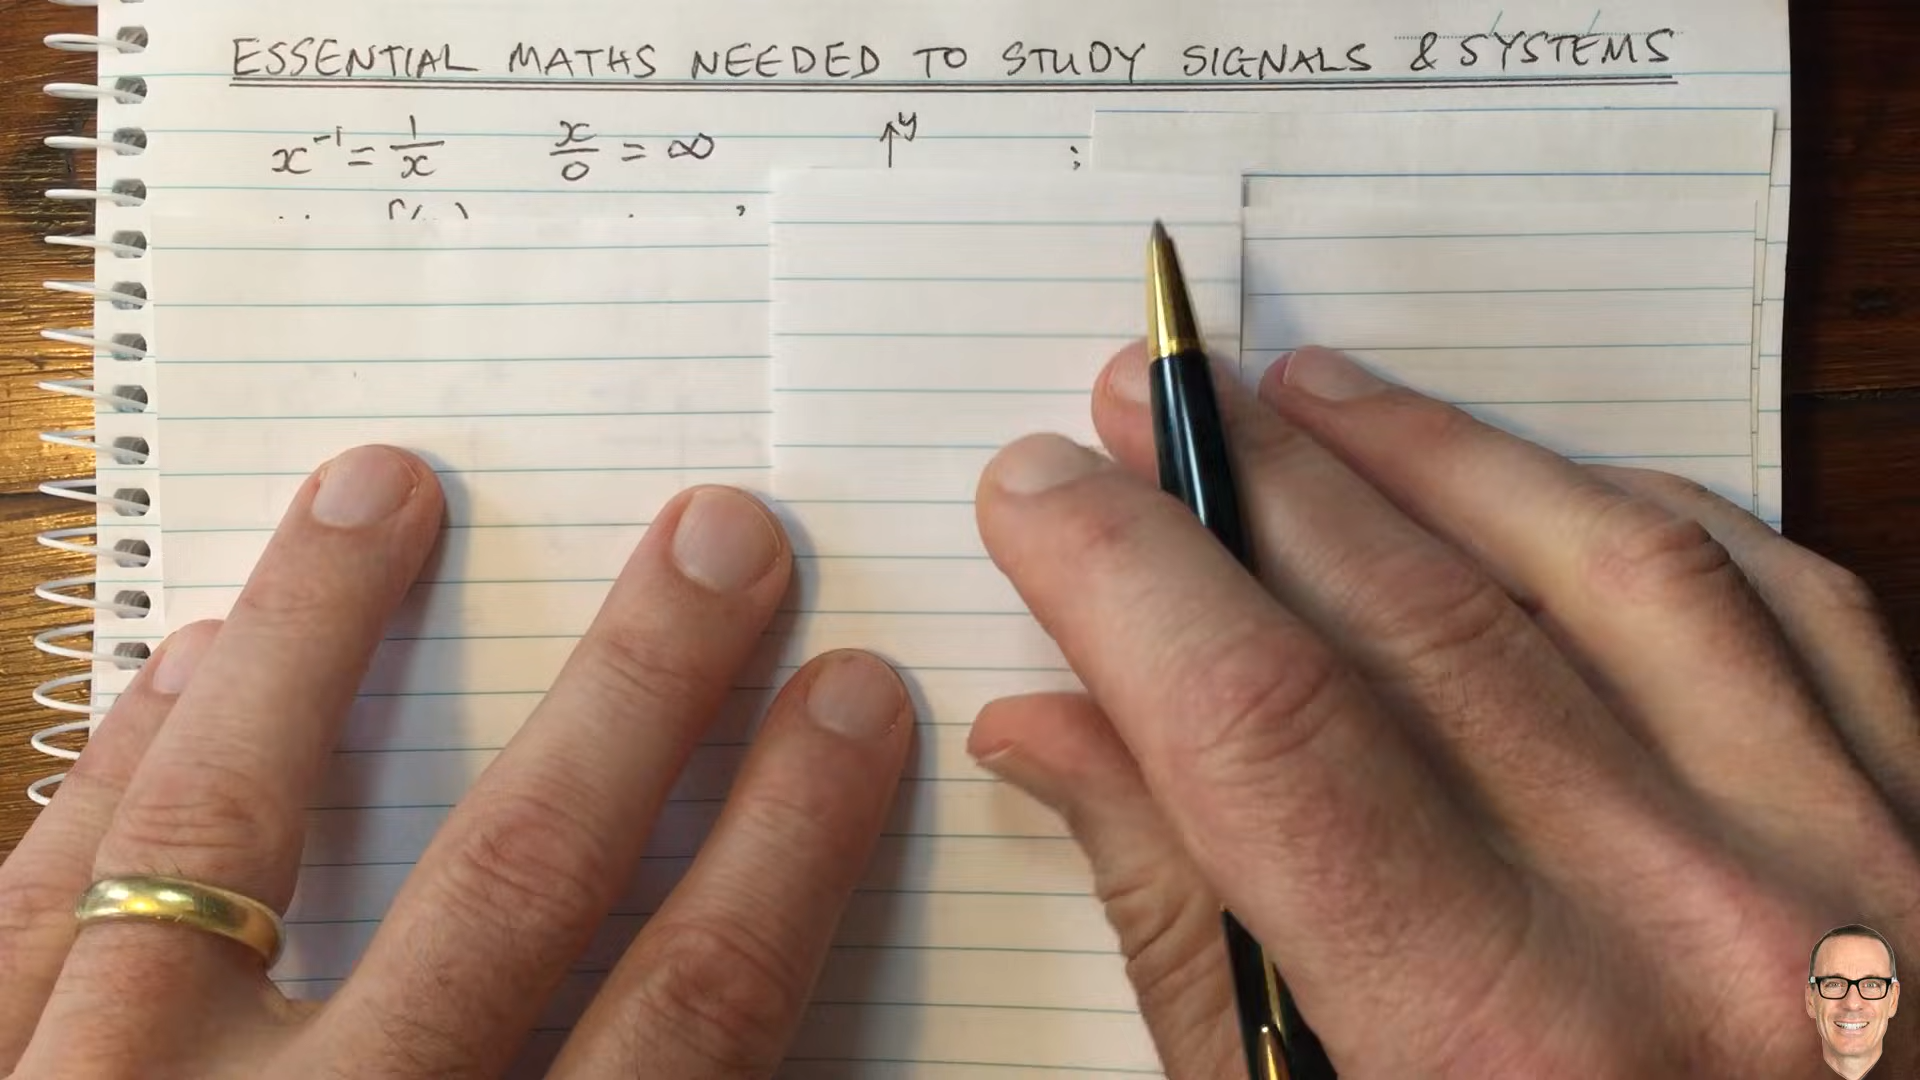 ESSENTIAL MATHS NEEDED TO STUDY SIGNALS & SYSTEMS
x⁻¹ = 1/x    x/0 = ∞    ↑y    ;